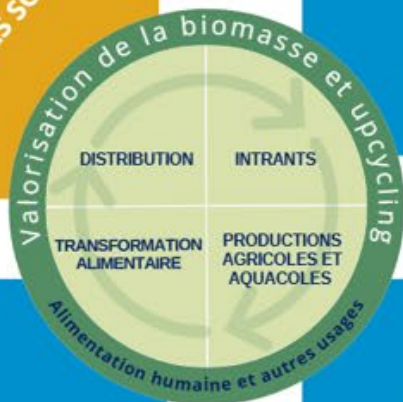 Valorisation de la biomasse et upcycling
DISTRIBUTION
INTRANTS
TRANSFORMATION
ALIMENTAIRE
PRODUCTIONS
AGRICOLES ET
AQUACOLES
Alimentation humaine et autres usages